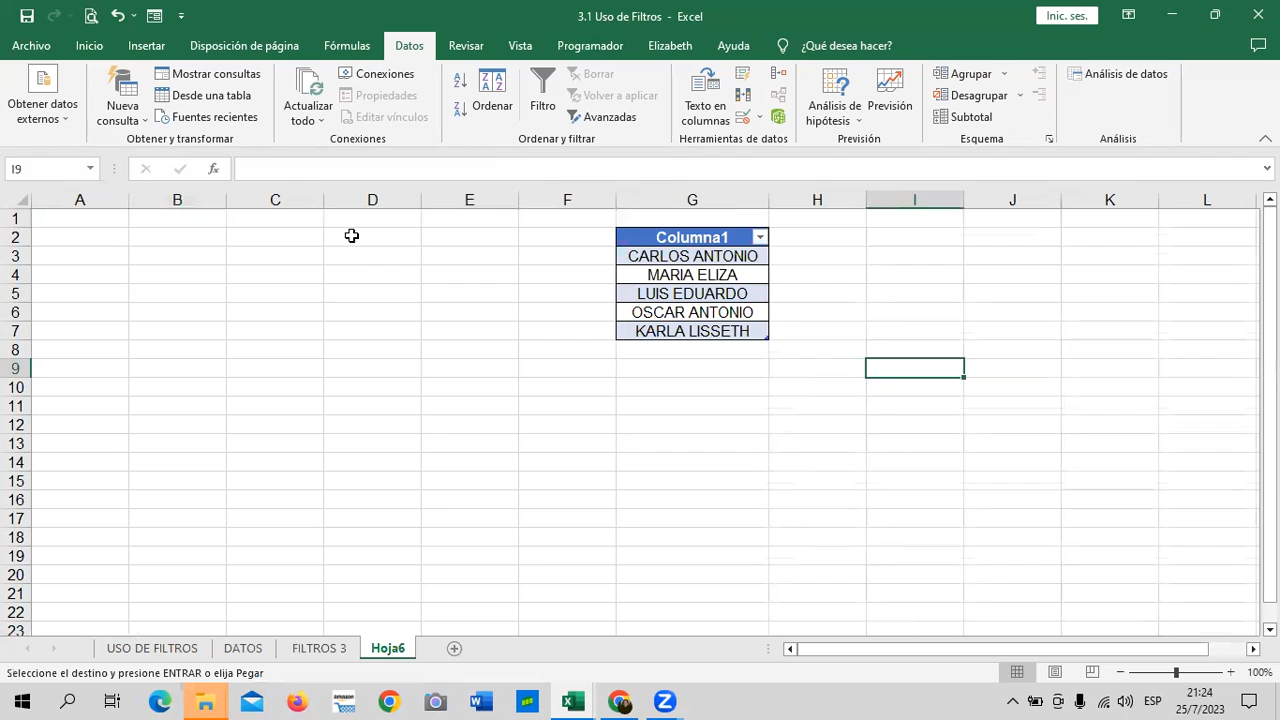 3.1 Uso de Filtros - Excel
Inic. ses.
Archivo Inicio Insertar Disposición de página Fórmulas Datos Revisar Vista Programador Elizabeth Ayuda ¿Qué desea hacer?
Obtener datos externos
Nueva consulta
Mostrar consultas
Desde una tabla
Fuentes recientes
Obtener y transformar
Actualizar todo
Conexiones
Propiedades
Editar vínculos
Conexiones
Ordenar
Filtro
Borrar
Volver a aplicar
Avanzadas
Ordenar y filtrar
Texto en columnas
Herramientas de datos
Análisis de hipótesis
Previsión
Previsión
Agrupar
Desagrupar
Subtotal
Esquema
Análisis de datos
Análisis
I9
fx
A B C D E F G H I J K L
1
2 Columna1
3 CARLOS ANTONIO
4 MARIA ELIZA
5 LUIS EDUARDO
6 OSCAR ANTONIO
7 KARLA LISSETH
8
9
10
11
12
13
14
15
16
17
18
19
20
21
22
23
USO DE FILTROS DATOS FILTROS 3 Hoja6
Seleccione el destino y presione ENTRAR o elija Pegar
100%
ESP
21:24
25/7/2023